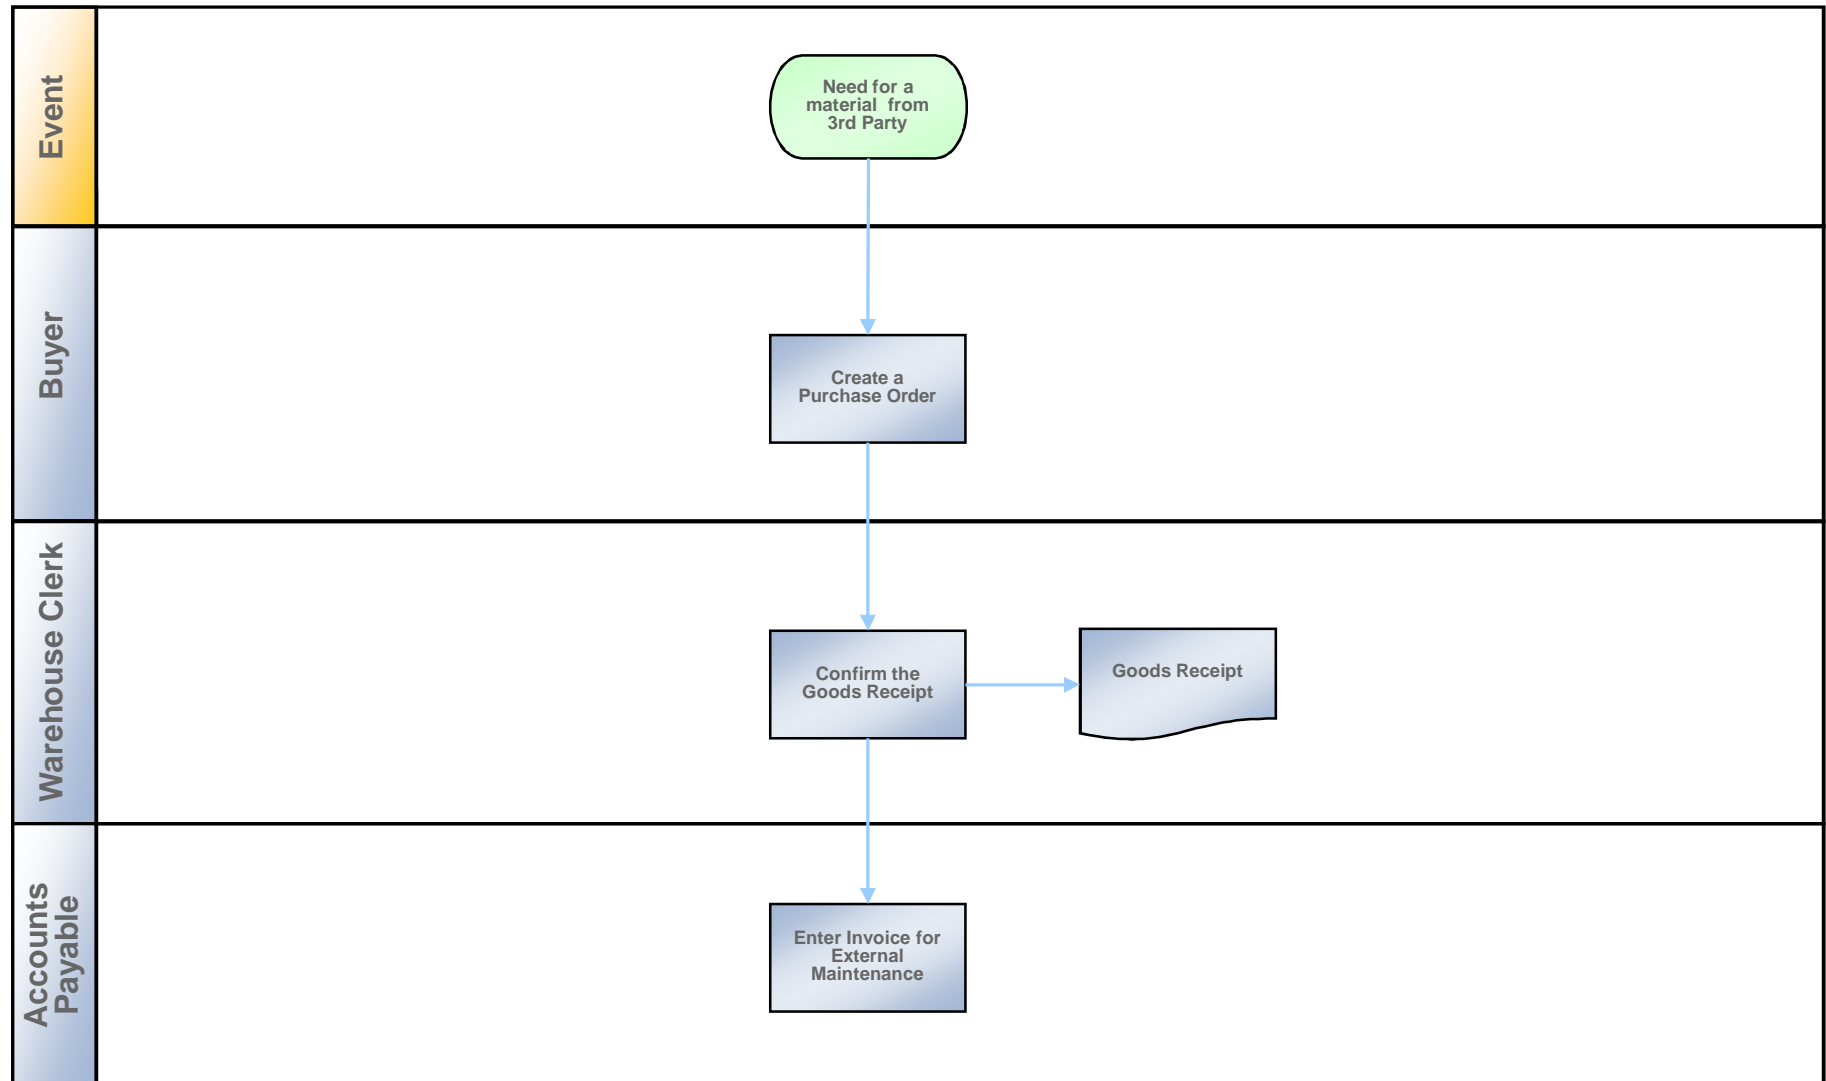 Event
Need for a
material from
3rd Party
Buyer
Create a
Purchase Order
Warehouse Clerk
Confirm the
Goods Receipt
Goods Receipt
Accounts
Payable
Enter Invoice for
External
Maintenance